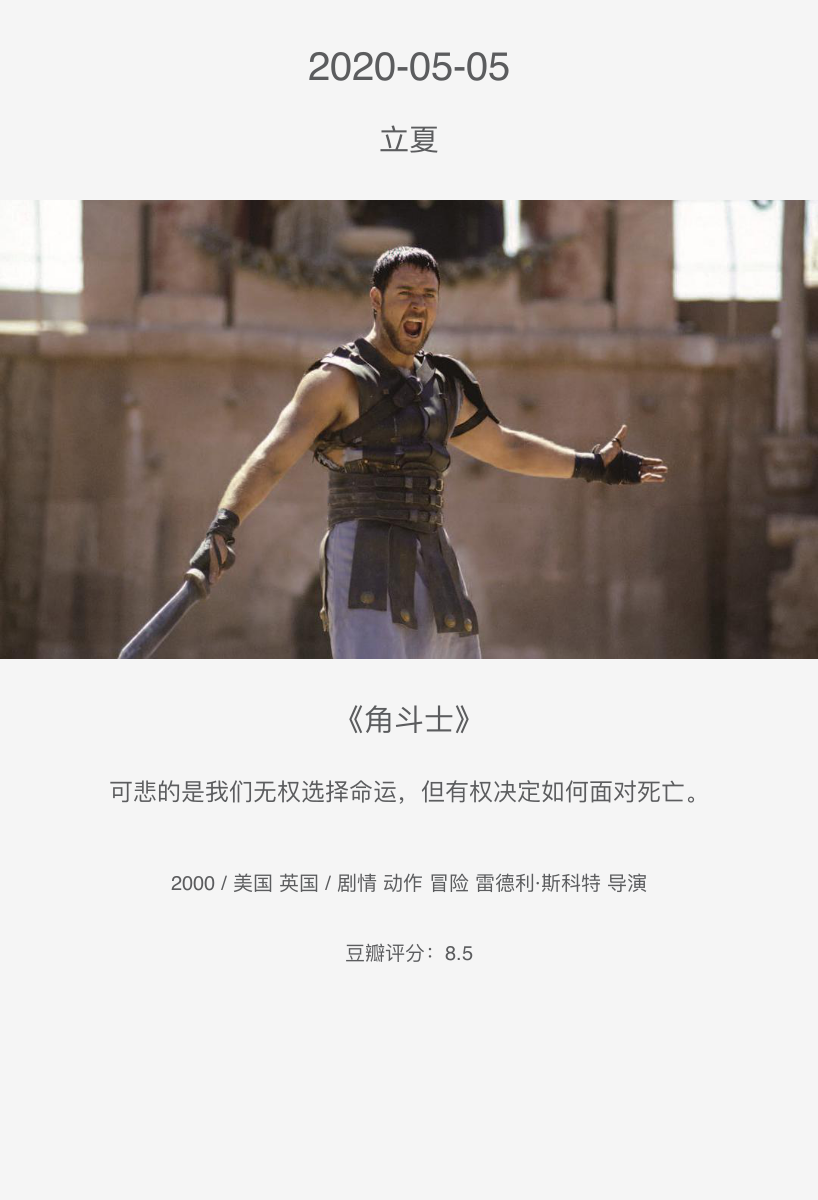 2020-05-05
立夏
《角斗士》
可悲的是我们无权选择命运，但有权决定如何面对死亡。
2000 / 美国 英国 / 剧情 动作 冒险 雷德利·斯科特 导演
豆瓣评分：8.5